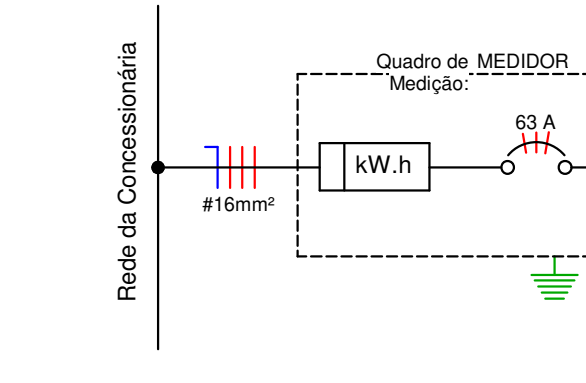 Rede da Concessionária
#16mm²
Quadro de MEDIDOR
Medição:
kW.h
63 A